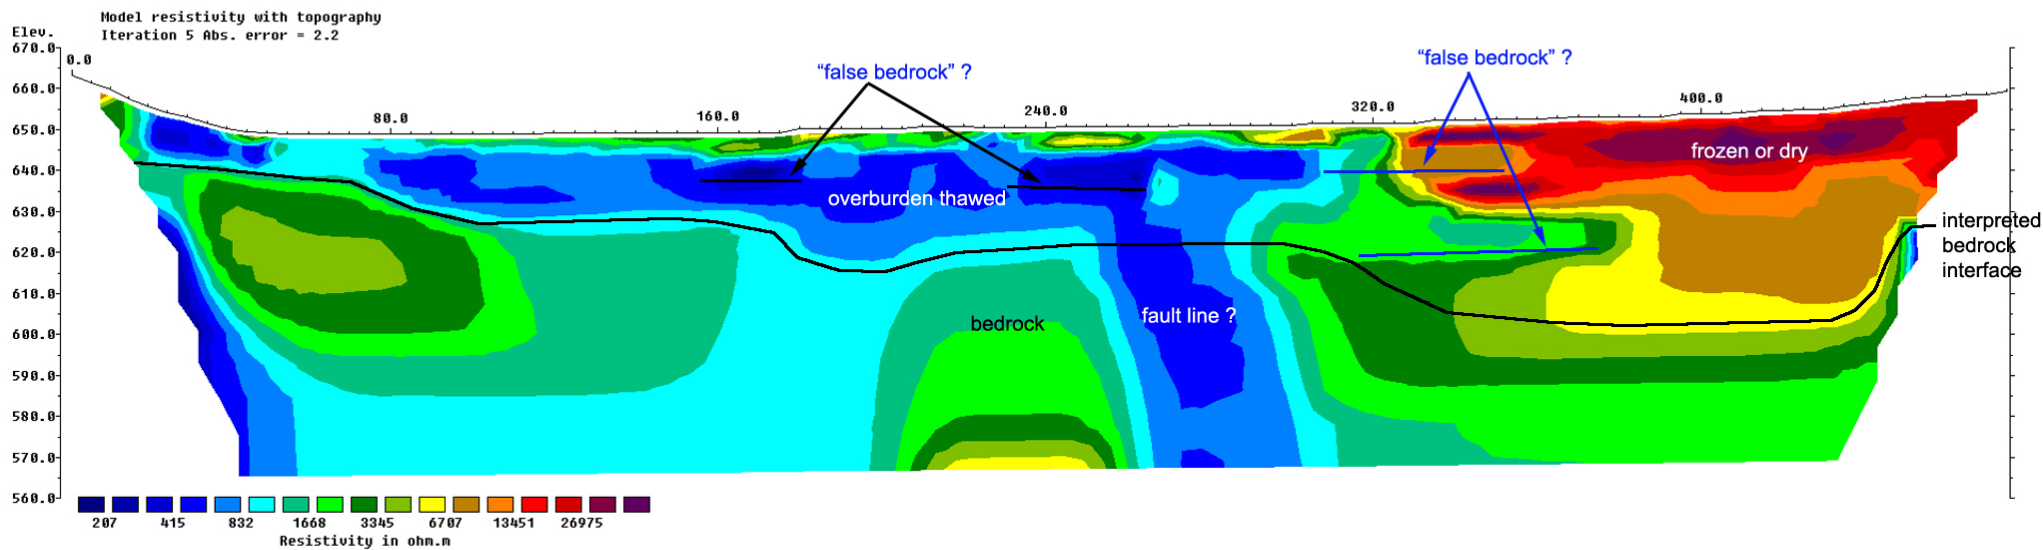 Model resistivity with topography
Iteration 5 Abs. error = 2.2
Elev.
670.0
660.0
650.0
640.0
630.0
620.0
610.0
600.0
590.0
580.0
570.0
560.0
0.0
80.0
160.0
240.0
320.0
400.0
“false bedrock” ?
“false bedrock” ?
frozen or dry
overburden thawed
interpreted
bedrock
interface
fault line ?
bedrock
207 415 832 1668 3345 6707 13451 26975
Resistivity in ohm.m